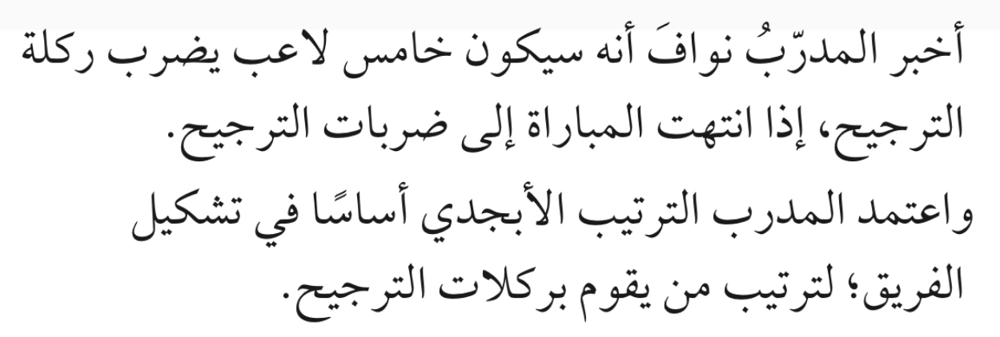 أخبر المدرّبُ نوافَ أنه سيكون خامس لاعب يضرب ركلة
الترجيح، إذا انتهت المباراة إلى ضربات الترجيح.
واعتمد المدرب الترتيب الأبجدي أساسًا في تشكيل
الفريق؛ لترتيب من يقوم بركلات الترجيح.